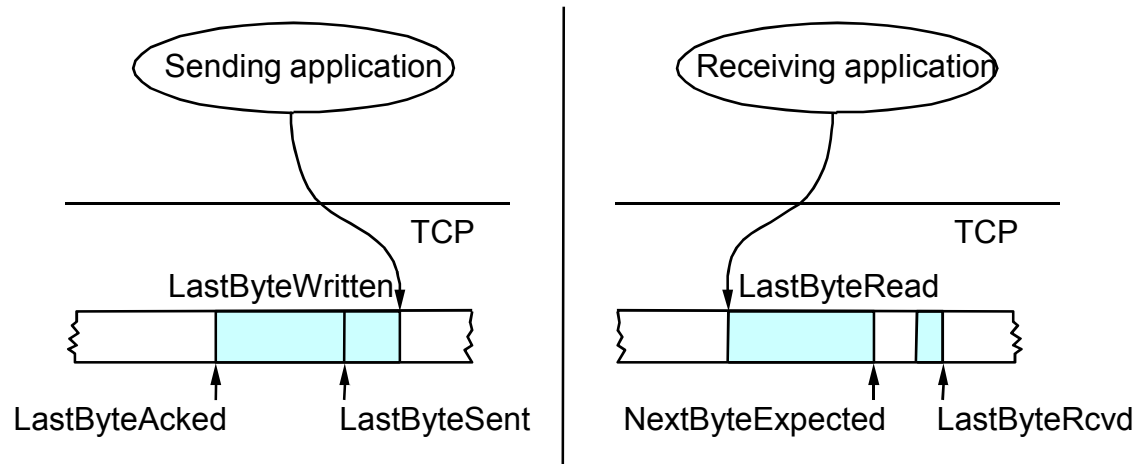 Sending application
TCP
LastByteWritten
LastByteAcked
LastByteSent
Receiving application
TCP
LastByteRead
NextByteExpected
LastByteRcvd